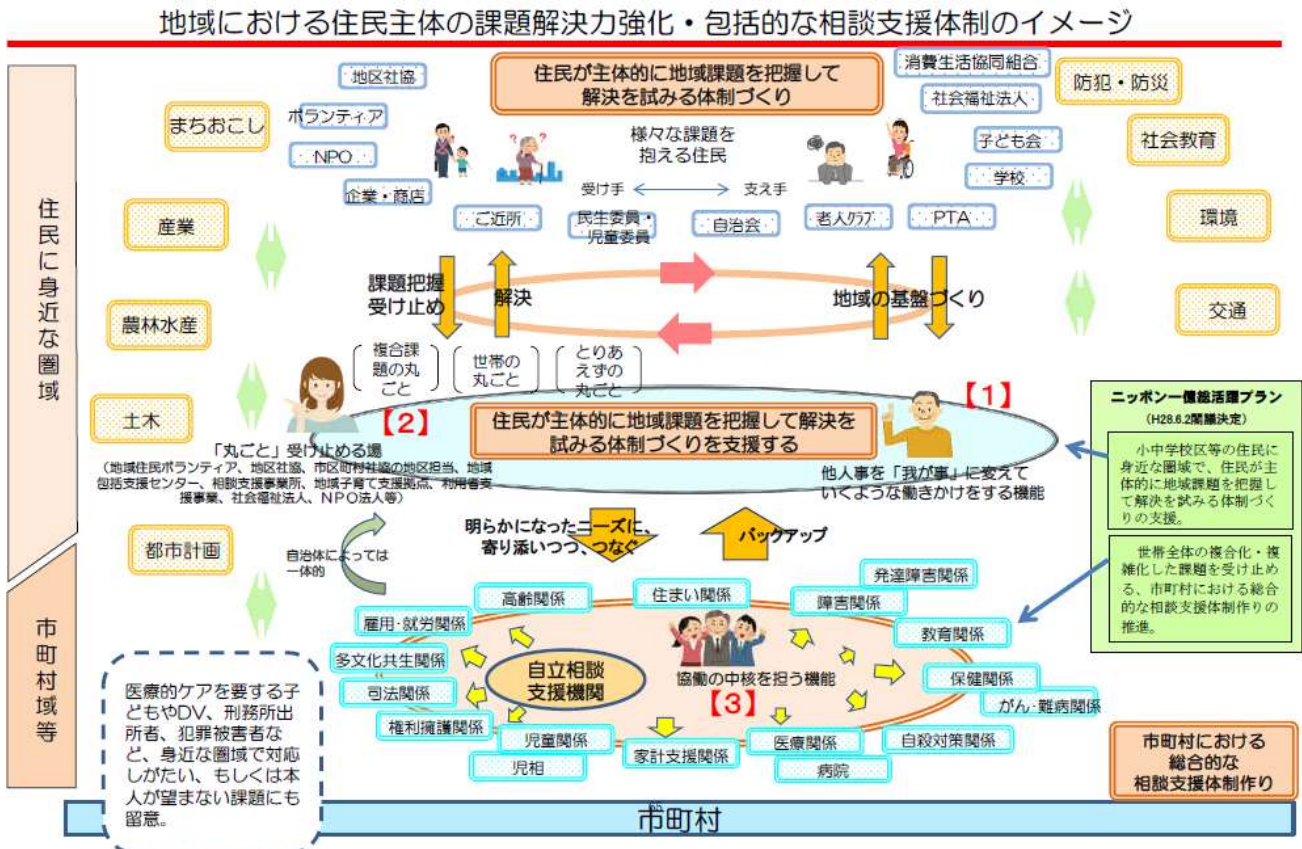 地域における住民主体の課題解決力強化・包括的な相談支援体制のイメージ
住民に身近な圏域
市町村域等
まちおこし
産業
農林水産
土木
都市計画
地区社協
ボランティア
NPO
企業・商店
ご近所
民生委員・
児童委員
自治会
老人クラブ
PTA
住民が主体的に地域課題を把握して
解決を試みる体制づくり
様々な課題を
抱える住民
受け手
支え手
消費生活協同組合
社会福祉法人
子ども会
学校
防犯・防災
社会教育
環境
交通
課題把握
受け止め
解決
地域の基盤づくり
複合課
題の丸
ごと
世帯の
丸ごと
とりあ
えずの
丸ごと
【2】
住民が主体的に地域課題を把握して解決を
試みる体制づくりを支援する
【1】
「丸ごと」受け止める場
(地域住民ボランティア、地区社協、市区町村社協の地区担当、地域
包括支援センター、相談支援事業所、地域子育て支援拠点、利用者支
援事業、社会福祉法人、NPO法人等)
他人事を「我が事」に変えて
いくような働きかけをする機能
ニッポン一億総活躍プラン
(H28.6.2閣議決定)
小中学校区等の住民に
身近な圏域で、住民が主
体的に地域課題を把握し
て解決を試みる体制づく
りの支援。
世帯全体の複合化・複
雑化した課題を受け止め
る、市町村における総合
的な相談支援体制作りの
推進。
自治体によっては
一体的
明らかになったニーズに、
寄り添いつつ、つなぐ
バックアップ
高齢関係
住まい関係
障害関係
発達障害関係
雇用・就労関係
教育関係
多文化共生関係
保健関係
司法関係
がん・難病関係
権利擁護関係
自殺対策関係
児童関係
児相
家計支援関係
医療関係
病院
自立相談
支援機関
協働の中核を担う機能
【3】
医療的ケアを要する子
どもやDV、刑務所出
所者、犯罪被害者な
ど、身近な圏域で対応
しがたい、もしくは本
人が望まない課題にも
留意。
市町村における
総合的な
相談支援体制作り
65
市町村